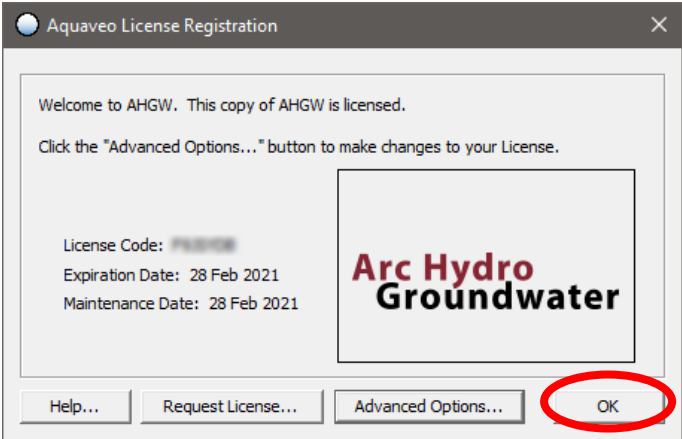 Aquaveo License Registration
Welcome to AHGW. This copy of AHGW is licensed.
Click the "Advanced Options..." button to make changes to your License.
License Code:
Expiration Date: 28 Feb 2021
Maintenance Date: 28 Feb 2021
Arc Hydro
Groundwater
Help...
Request License...
Advanced Options...
OK